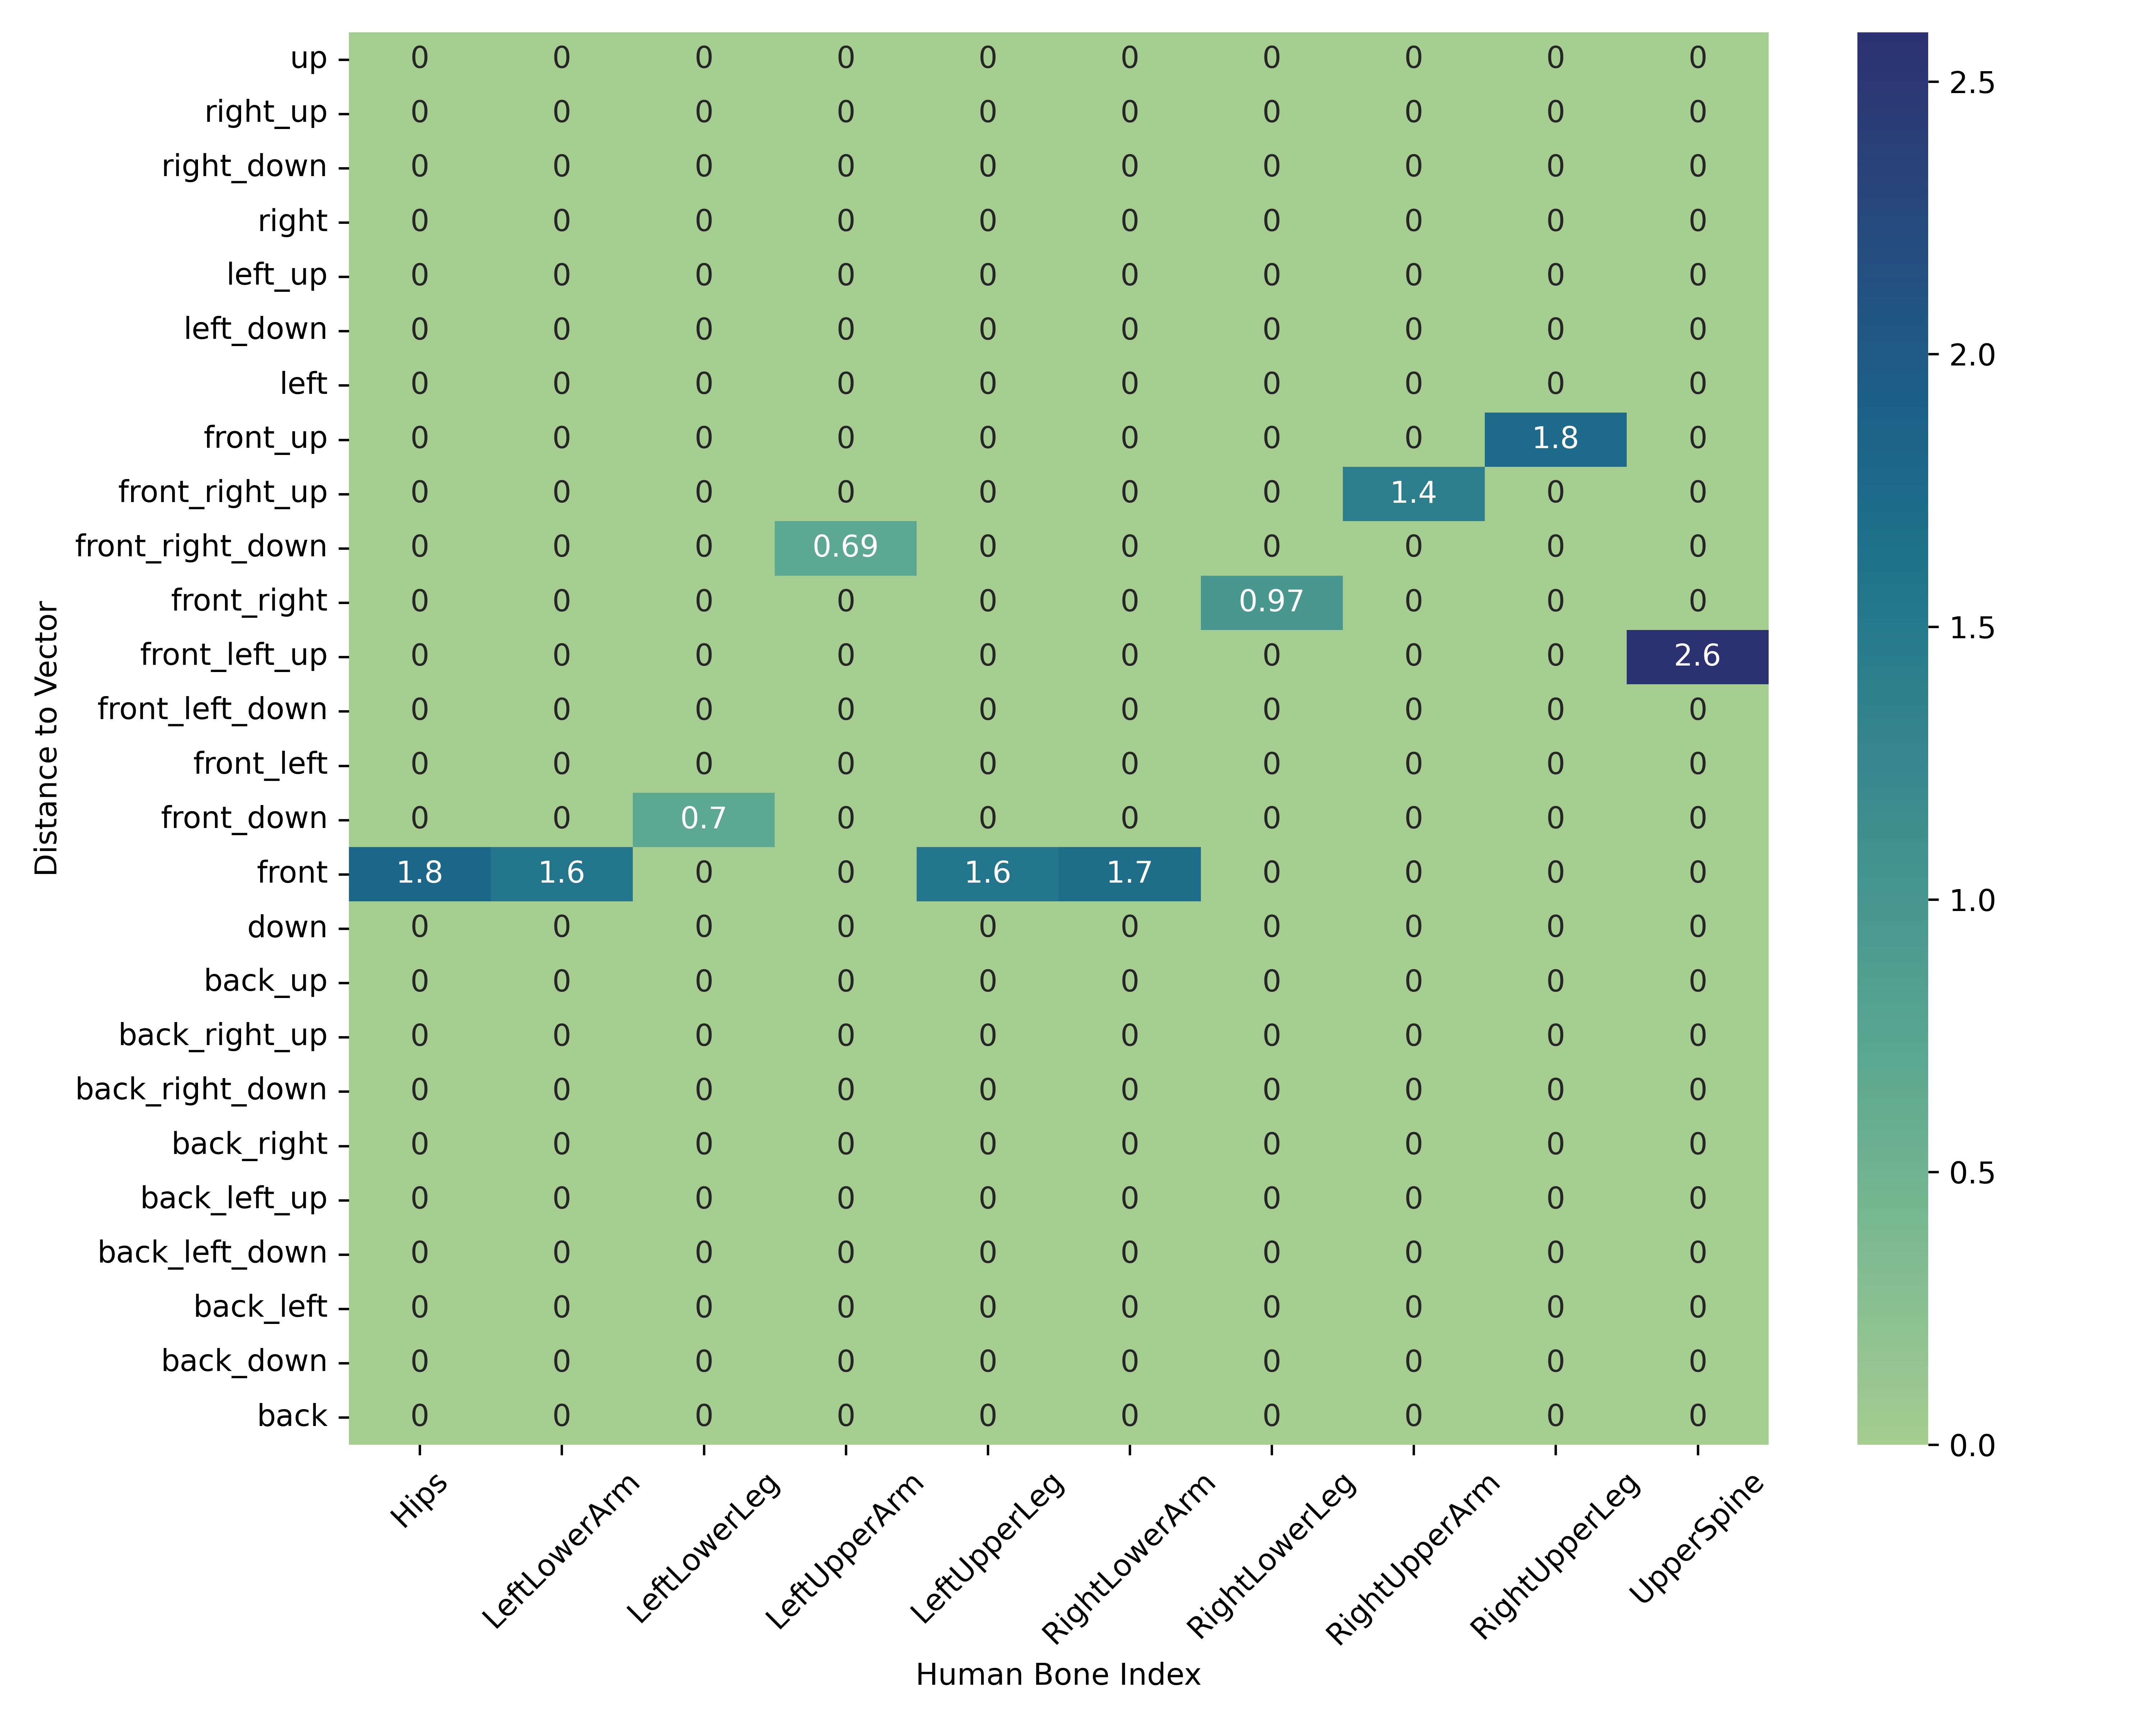 up 0 0 0 0 0 0 0 0 0 0
right_up 0 0 0 0 0 0 0 0 0 0
right_down 0 0 0 0 0 0 0 0 0 0
right 0 0 0 0 0 0 0 0 0 0
left_up 0 0 0 0 0 0 0 0 0 0
left_down 0 0 0 0 0 0 0 0 0 0
left 0 0 0 0 0 0 0 0 0 0
front_up 0 0 0 0 0 0 0 0 1.8 0
front_right_up 0 0 0 0 0 0 0 1.4 0 0
front_right_down 0 0 0 0.69 0 0 0 0 0 0
front_right 0 0 0 0 0 0 0.97 0 0 0
front_left_up 0 0 0 0 0 0 0 0 0 2.6
front_left_down 0 0 0 0 0 0 0 0 0 0
front_left 0 0 0 0 0 0 0 0 0 0
front_down 0 0 0.7 0 0 0 0 0 0 0
front 1.8 1.6 0 0 1.6 1.7 0 0 0 0
down 0 0 0 0 0 0 0 0 0 0
back_up 0 0 0 0 0 0 0 0 0 0
back_right_up 0 0 0 0 0 0 0 0 0 0
back_right_down 0 0 0 0 0 0 0 0 0 0
back_right 0 0 0 0 0 0 0 0 0 0
back_left_up 0 0 0 0 0 0 0 0 0 0
back_left_down 0 0 0 0 0 0 0 0 0 0
back_left 0 0 0 0 0 0 0 0 0 0
back_down 0 0 0 0 0 0 0 0 0 0
back 0 0 0 0 0 0 0 0 0 0
Hips LeftLowerArm LeftLowerLeg LeftUpperArm LeftUpperLeg RightLowerArm RightLowerLeg RightUpperArm RightUpperLeg UpperSpine
Human Bone Index
Distance to Vector
2.5
2.0
1.5
1.0
0.5
0.0